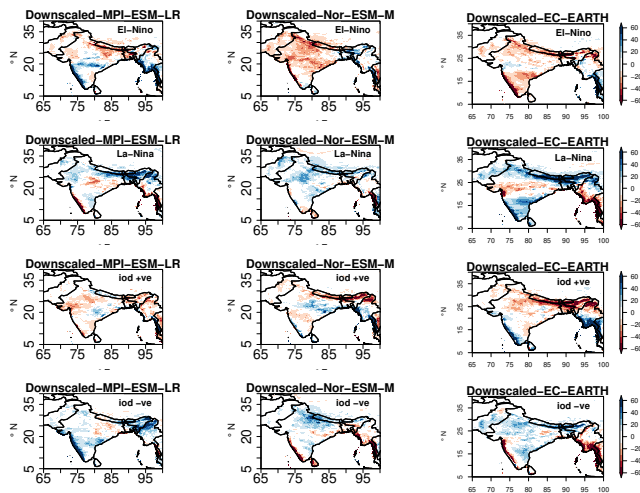 Downscaled−MPI−ESM−LR
El−Nino
° N
35
20
5
65 75 85 95
Downscaled−Nor−ESM−M
El−Nino
° N
35
20
5
65 75 85 95
Downscaled−EC−EARTH
El−Nino
° N
35
25
15
5
65 70 75 80 85 90 95 100
60
40
20
0
−20
−40
−60
Downscaled−MPI−ESM−LR
La−Nina
° N
35
20
5
65 75 85 95
Downscaled−Nor−ESM−M
La−Nina
° N
35
20
5
65 75 85 95
Downscaled−EC−EARTH
La−Nina
° N
35
25
15
5
65 70 75 80 85 90 95 100
60
40
20
0
−20
−40
−60
Downscaled−MPI−ESM−LR
iod +ve
° N
35
20
5
65 75 85 95
Downscaled−Nor−ESM−M
iod +ve
° N
35
20
5
65 75 85 95
Downscaled−EC−EARTH
iod +ve
° N
35
25
15
5
65 70 75 80 85 90 95 100
60
40
20
0
−20
−40
−60
Downscaled−MPI−ESM−LR
iod −ve
° N
35
20
5
65 75 85 95
Downscaled−Nor−ESM−M
iod −ve
° N
35
20
5
65 75 85 95
Downscaled−EC−EARTH
iod −ve
° N
35
25
15
5
65 70 75 80 85 90 95 100
60
40
20
0
−20
−40
−60